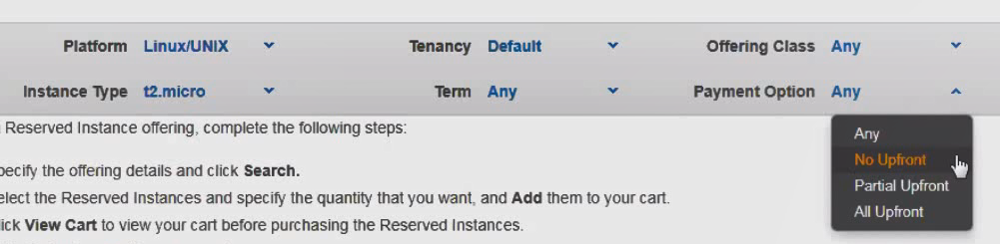 Platform Linux/UNIX Tenancy Default Offering Class Any
Instance Type t2.micro Term Any Payment Option Any
Reserved Instance offering, complete the following steps:
Any
No Upfront
Partial Upfront
All Upfront
pecify the offering details and click Search.
elect the Reserved Instances and specify the quantity that you want, and Add them to your cart.
lick View Cart to view your cart before purchasing the Reserved Instances.